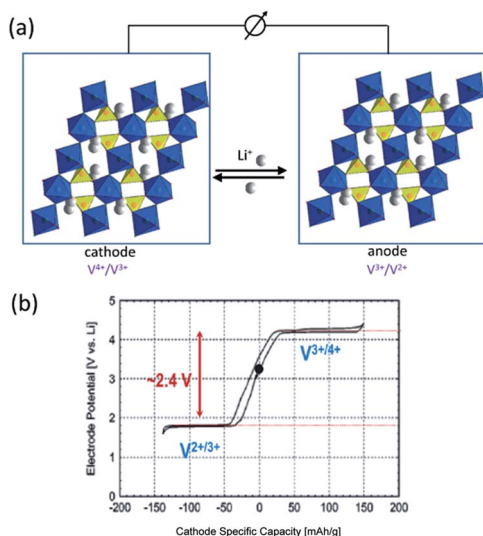 (a)
Li⁺
cathode
V⁴⁺/V³⁺
anode
V³⁺/V²⁺
(b)
Electrode Potential [V vs. Li]
5
4
3
2
1
0
~2.4 V
V³⁺/⁴⁺
V²⁺/³⁺
-200 -150 -100 -50 0 50 100 150 200
Cathode Specific Capacity [mAh/g]